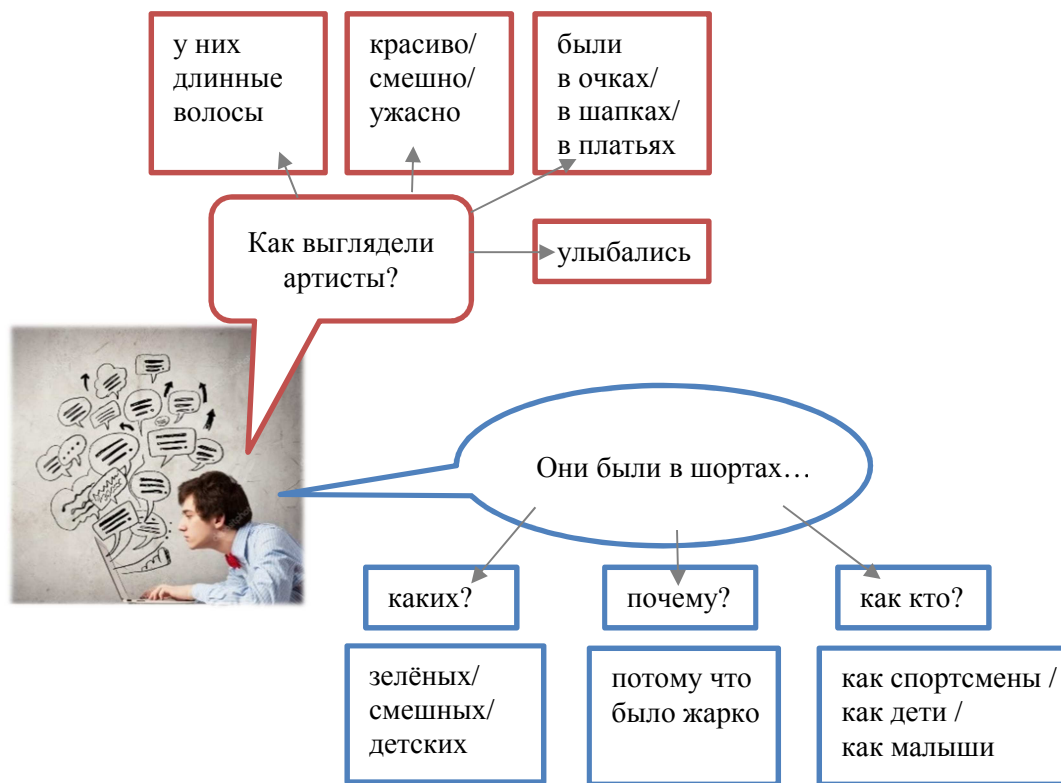 у них
длинные
волосы
красиво/
смешно/
ужасно
были
в очках/
в шапках/
в платьях
Как выглядели
артисты?
улыбались
Они были в шортах…
каких?
почему?
как кто?
зелёных/
смешных/
детских
потому что
было жарко
как спортсмены /
как дети /
как малыши